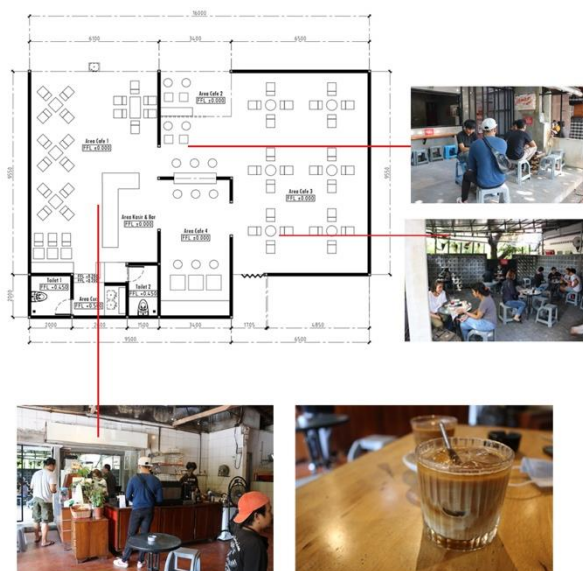 16000
6100
3400
6500
Area Cafe 2
FFL ±0.000
Area Cafe 1
FFL ±0.000
9550
9550
Area Cafe 3
FFL ±0.000
Area Kasir & Bar
FFL ±0.000
Area Cafe 4
FFL ±0.000
Toilet 1
FFL +0.450
Toilet 2
FFL +0.450
2000
1500
3400
1705
4850
9500
6500